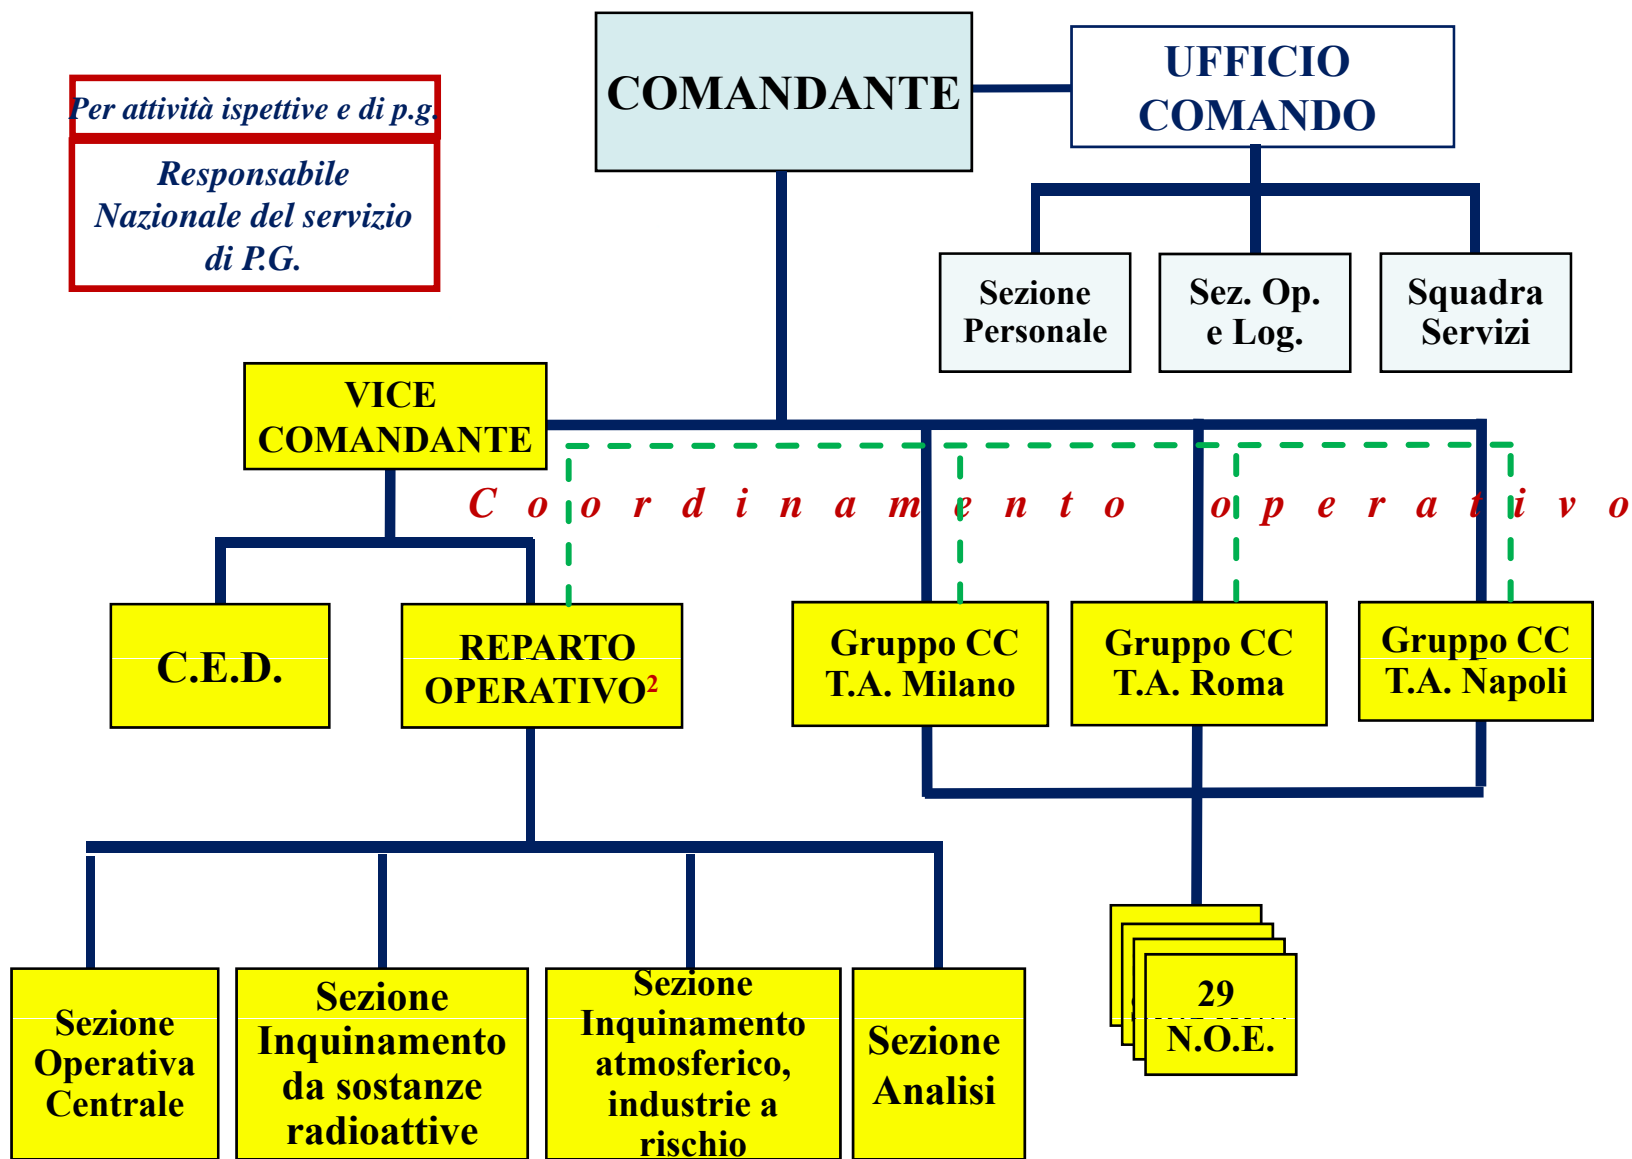 COMANDANTE
UFFICIO
COMANDO
Per attività ispettive e di p.g.
Responsabile
Nazionale del servizio
di P.G.
Sezione
Personale
Sez. Op.
e Log.
Squadra
Servizi
VICE
COMANDANTE
Coordinamento operativo
C.E.D.
REPARTO
OPERATIVO²
Gruppo CC
T.A. Milano
Gruppo CC
T.A. Roma
Gruppo CC
T.A. Napoli
Sezione
Operativa
Centrale
Sezione
Inquinamento
da sostanze
radioattive
Sezione
Inquinamento
atmosferico,
industrie a
rischio
Sezione
Analisi
29
N.O.E.